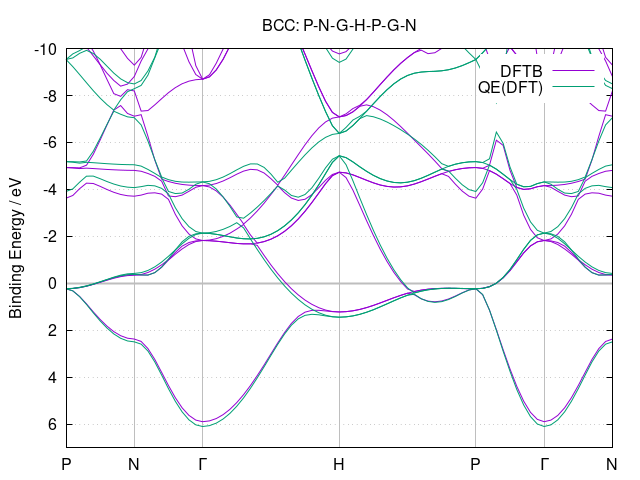 BCC: P-N-G-H-P-G-N
DFTB
QE(DFT)
Binding Energy / eV
-10
-8
-6
-4
-2
0
2
4
6
P N Γ H P Γ N